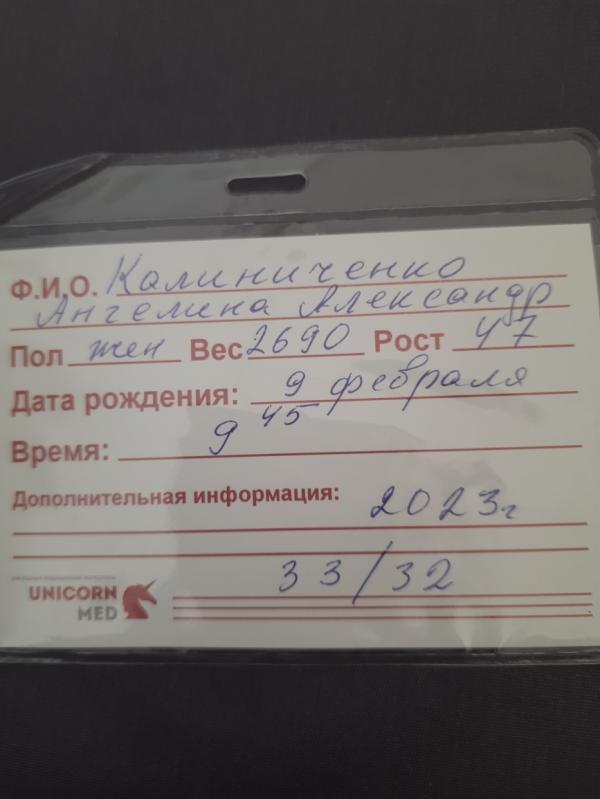 Ф.И.О. Калиниченко
Ангелина Александр
Пол жен Вес 2690 Рост 47
Дата рождения: 9 февраля
Время: 9 45
Дополнительная информация: 2023г
33/32
UNICORN
MED